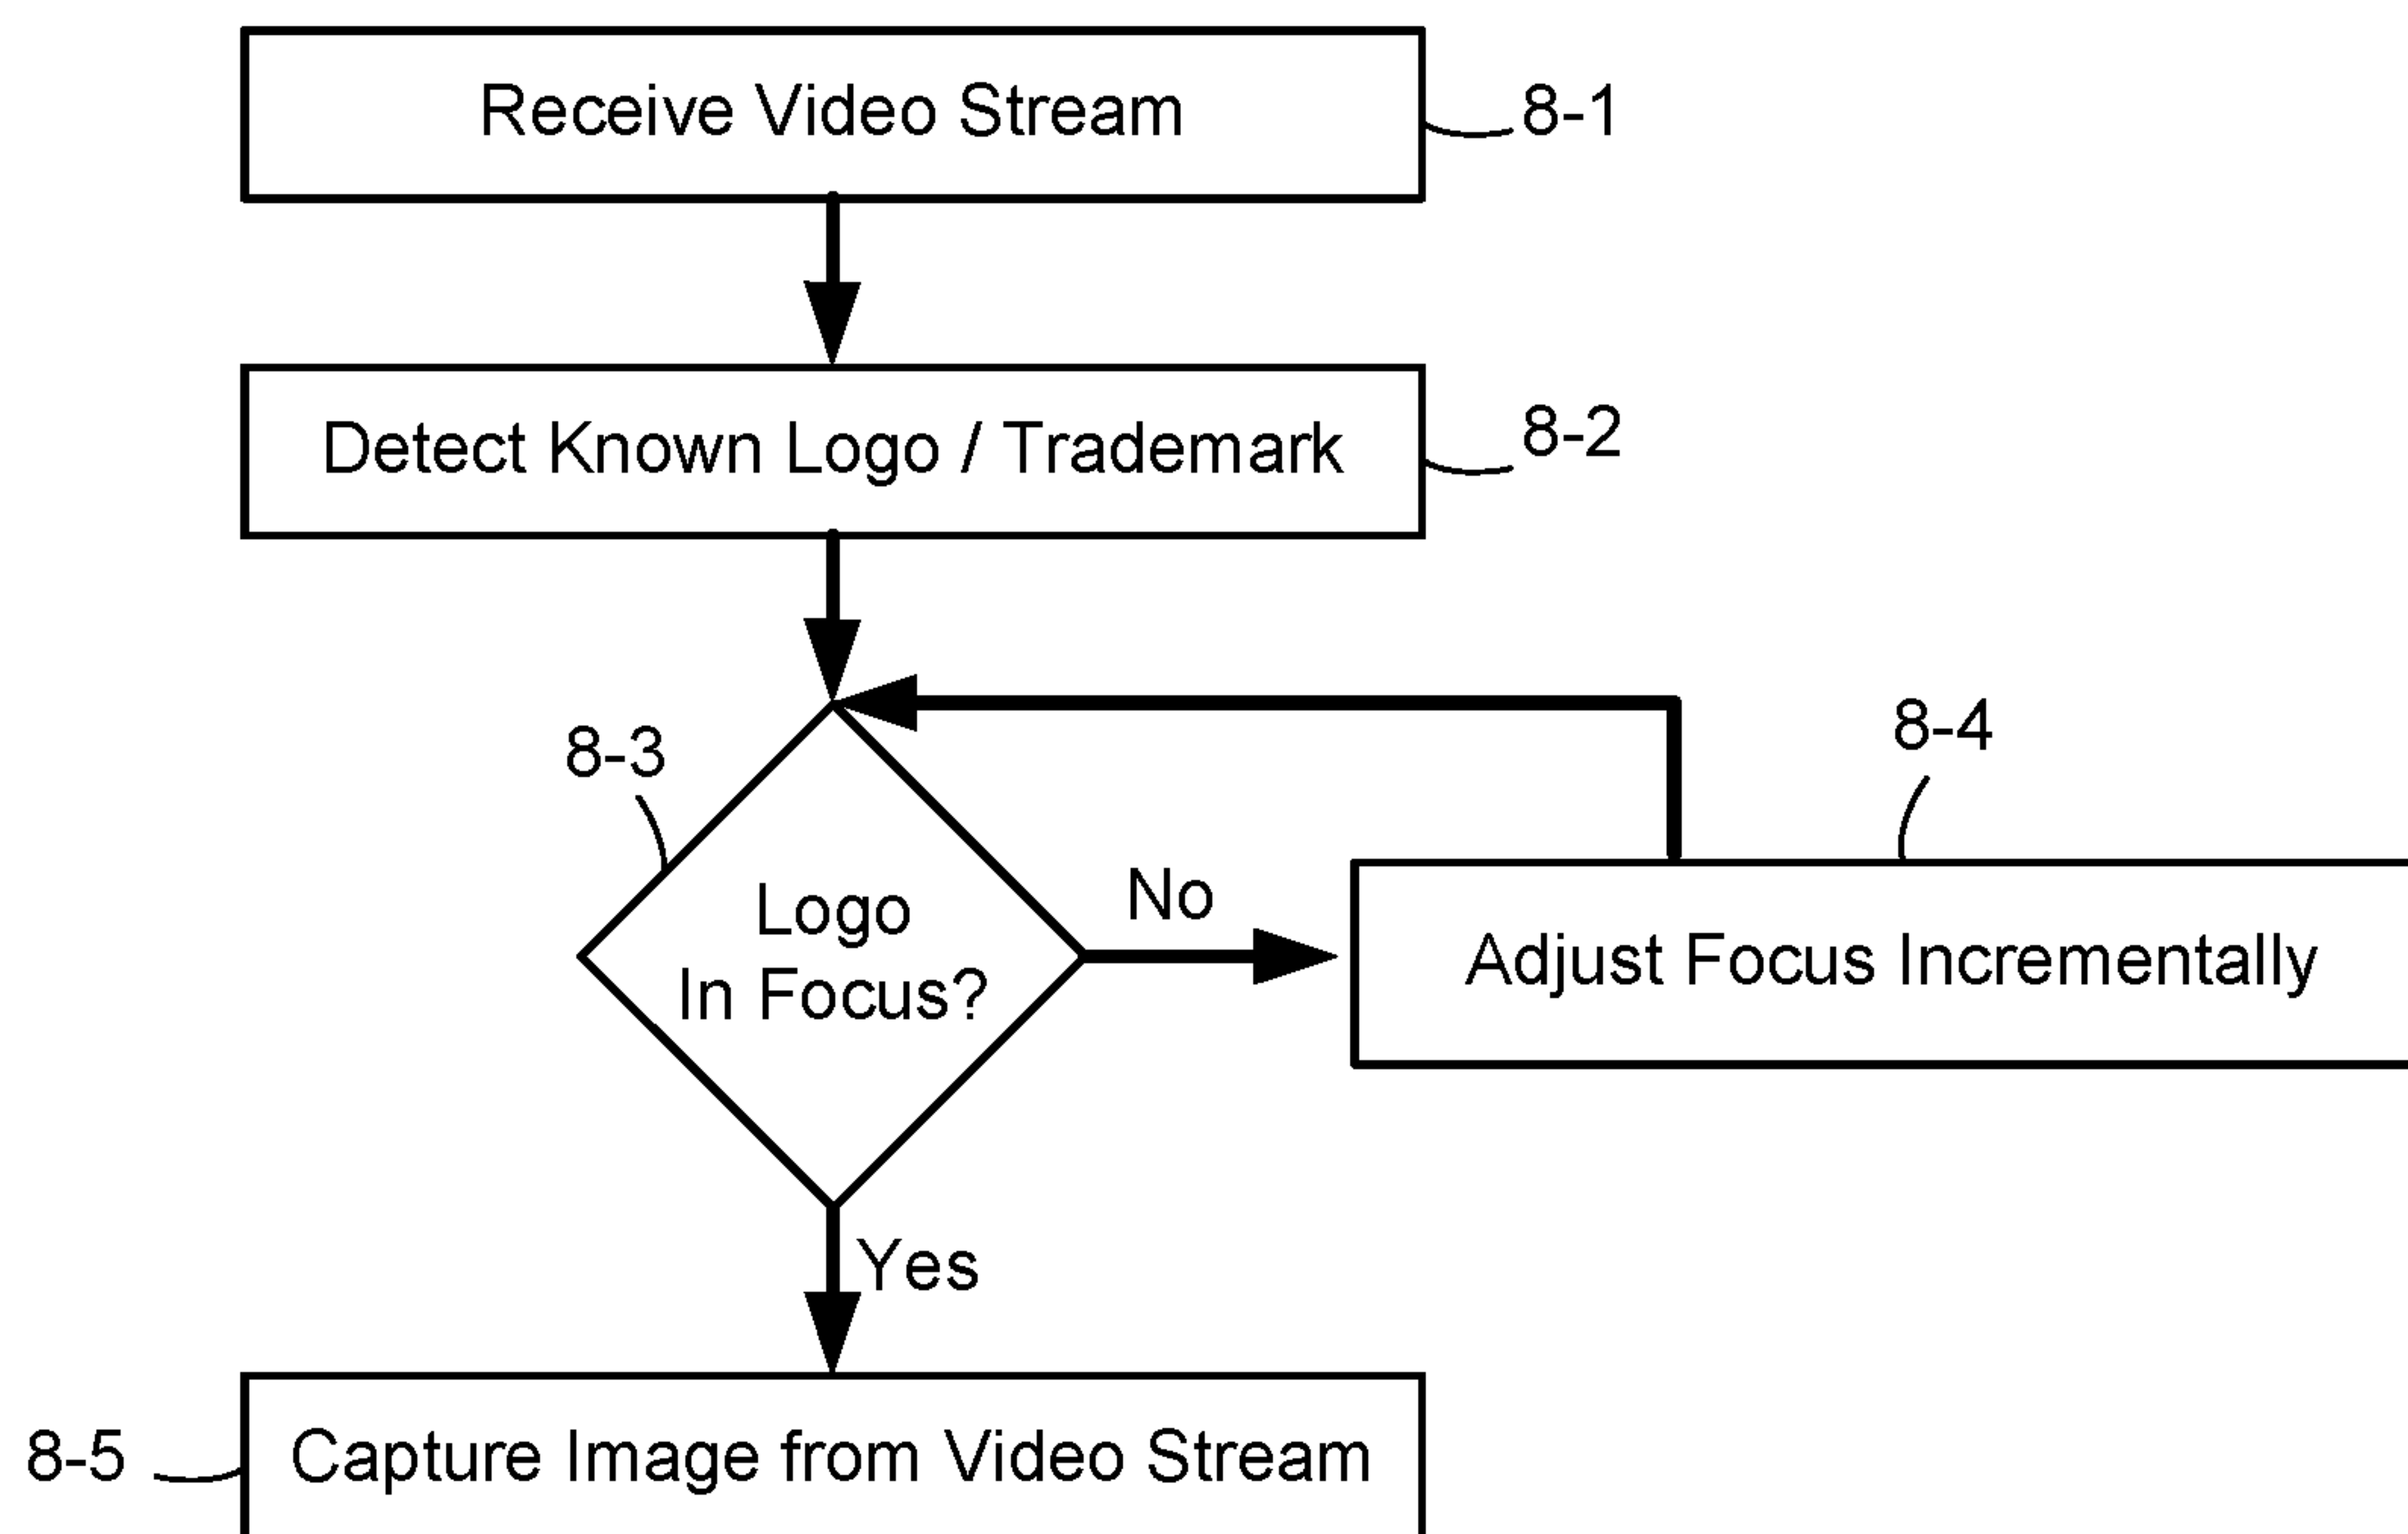 Receive Video Stream
8-1
Detect Known Logo / Trademark
8-2
8-3
Logo
In Focus?
No
8-4
Adjust Focus Incrementally
Yes
8-5
Capture Image from Video Stream